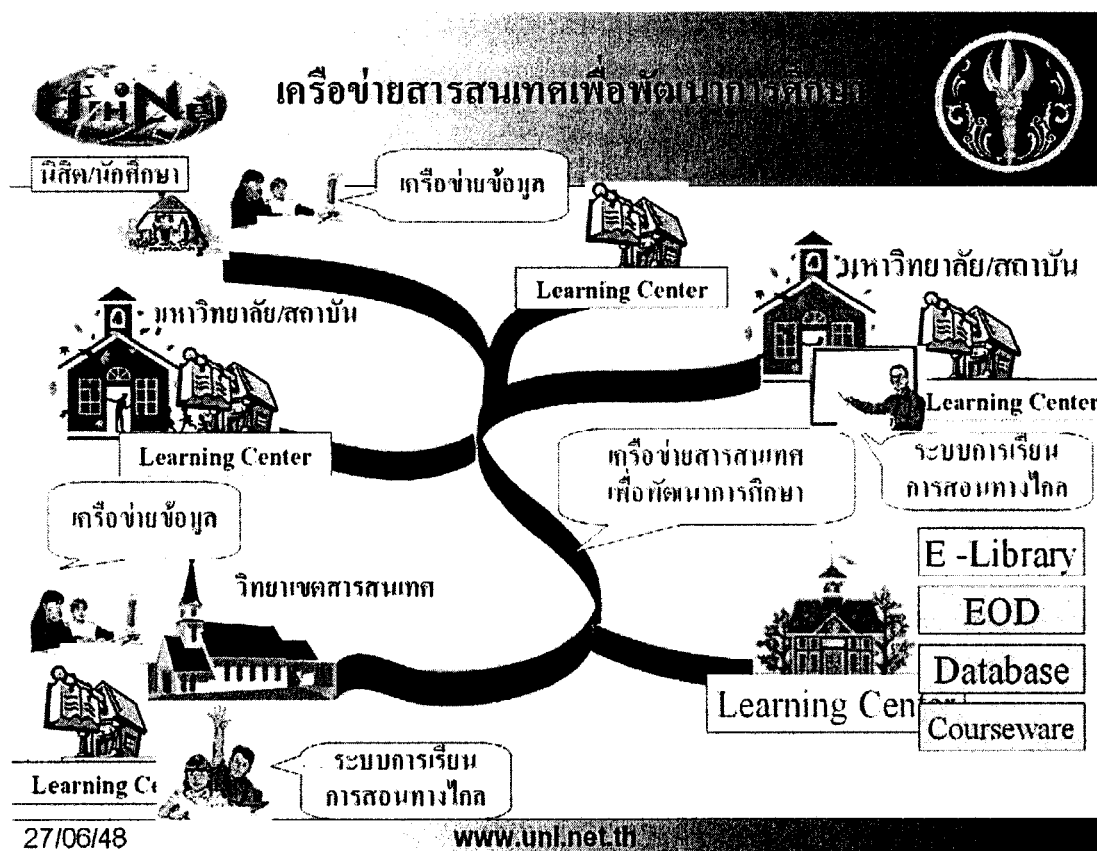 เครือข่ายสารสนเทศเพื่อพัฒนาการศึกษา
นิสิต/นักศึกษา
เครือข่ายข้อมูล
Learning Center
4
มหาวิทยาลัย/สถาบัน
4
มหาวิทยาลัย/สถาบัน
Learning Center
Learning Center
เครือข่ายสารสนเทศ
เพื่อพัฒนาการศึกษา
ระบบการเรียน
การสอนทางไกล
เครือข่ายข้อมูล
วิทยาเขตสารสนเทศ
E -Library
EOD
Database
Learning Center
Courseware
Learning Ce
ระบบการเรียน
การสอนทางไกล
27/06/48
www.uni.net.th